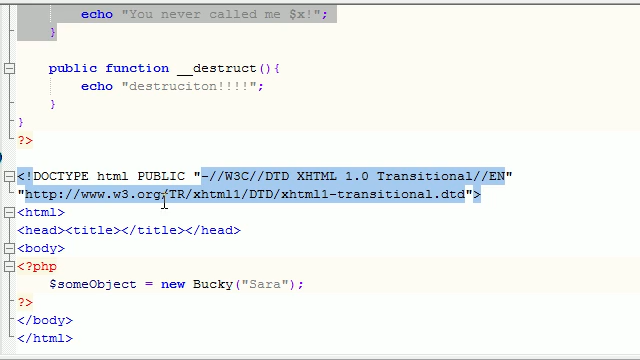 echo "You never called me $x!";
}
public function __destruct(){
echo "destruciton!!!!";
}
}
?>
<!DOCTYPE html PUBLIC "-//W3C//DTD XHTML 1.0 Transitional//EN"
"http://www.w3.org/TR/xhtml1/DTD/xhtml1-transitional.dtd">
<html>
<head><title></title></head>
<body>
<?php
$someObject = new Bucky("Sara");
?>
</body>
</html>